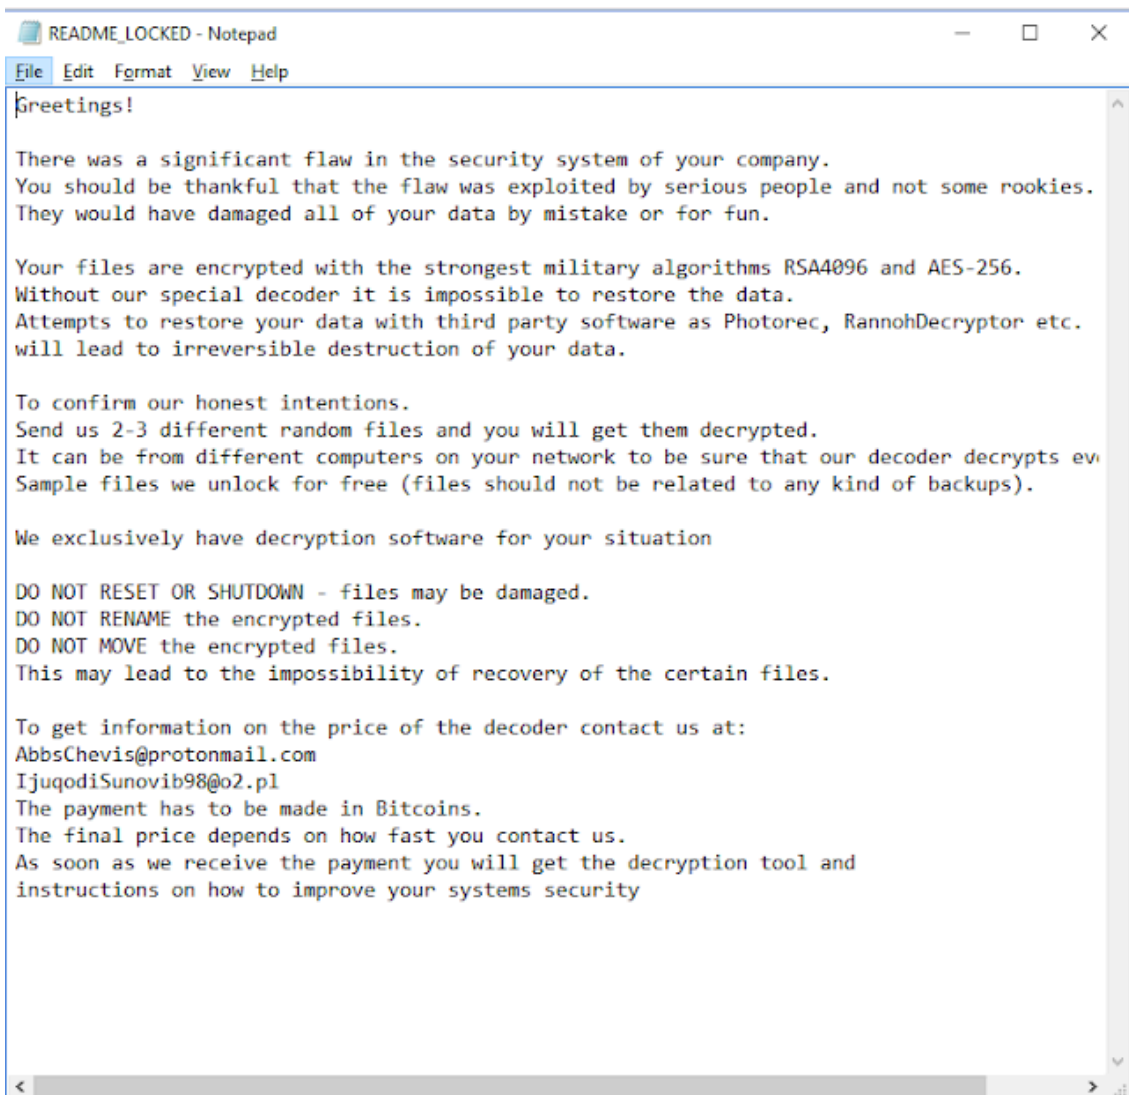 README_LOCKED - Notepad
File Edit Format View Help
Greetings!
There was a significant flaw in the security system of your company.
You should be thankful that the flaw was exploited by serious people and not some rookies.
They would have damaged all of your data by mistake or for fun.
Your files are encrypted with the strongest military algorithms RSA4096 and AES-256.
Without our special decoder it is impossible to restore the data.
Attempts to restore your data with third party software as Photorec, RannohDecryptor etc.
will lead to irreversible destruction of your data.
To confirm our honest intentions.
Send us 2-3 different random files and you will get them decrypted.
It can be from different computers on your network to be sure that our decoder decrypts
Sample files we unlock for free (files should not be related to any kind of backups).
We exclusively have decryption software for your situation
DO NOT RESET OR SHUTDOWN - files may be damaged.
DO NOT RENAME the encrypted files.
DO NOT MOVE the encrypted files.
This may lead to the impossibility of recovery of the certain files.
To get information on the price of the decoder contact us at:
AbbsChevis@protonmail.com
IjuqodiSunovib98@o2.pl
The payment has to be made in Bitcoins.
The final price depends on how fast you contact us.
As soon as we receive the payment you will get the decryption tool and
instructions on how to improve your systems security